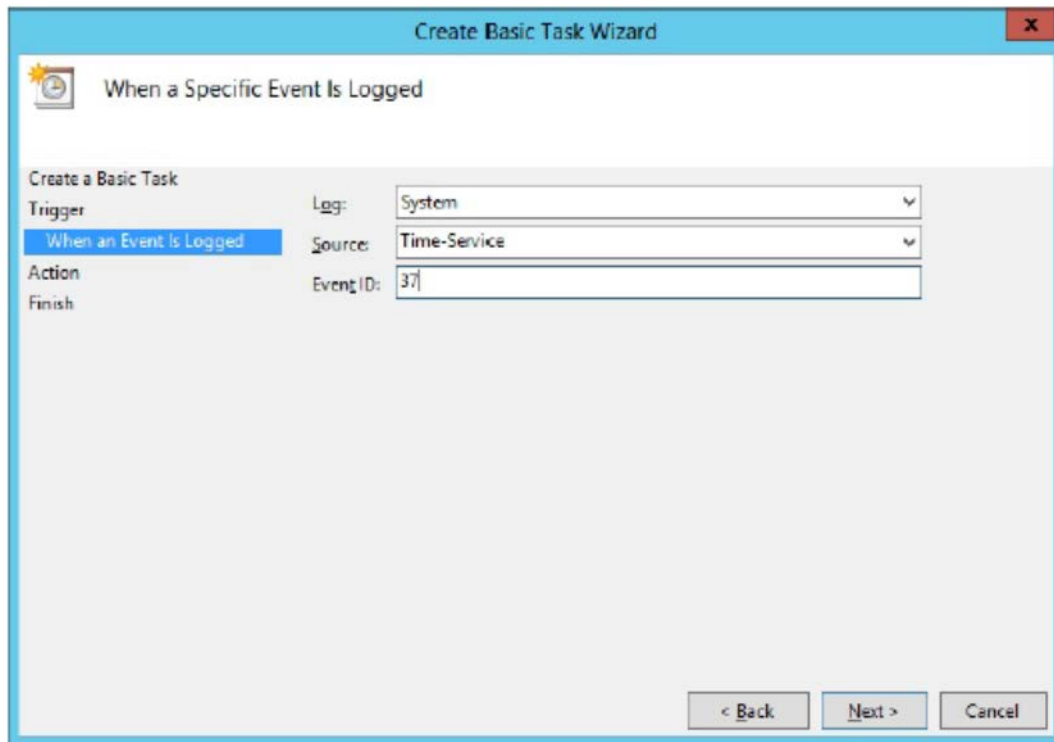 Create Basic Task Wizard
x
When a Specific Event Is Logged
Create a Basic Task
Trigger
When an Event Is Logged
Action
Finish
Log: System
Source: Time-Service
Event ID: 37
< Back Next > Cancel